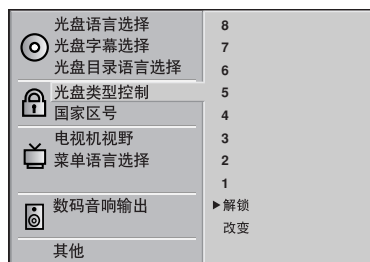 光盘语言选择
光盘字幕选择
光盘目录语言选择
光盘类型控制
国家区号
电视机视野
菜单语言选择
数码音响输出
其他
8
7
6
5
4
3
2
1
▶解锁
改变